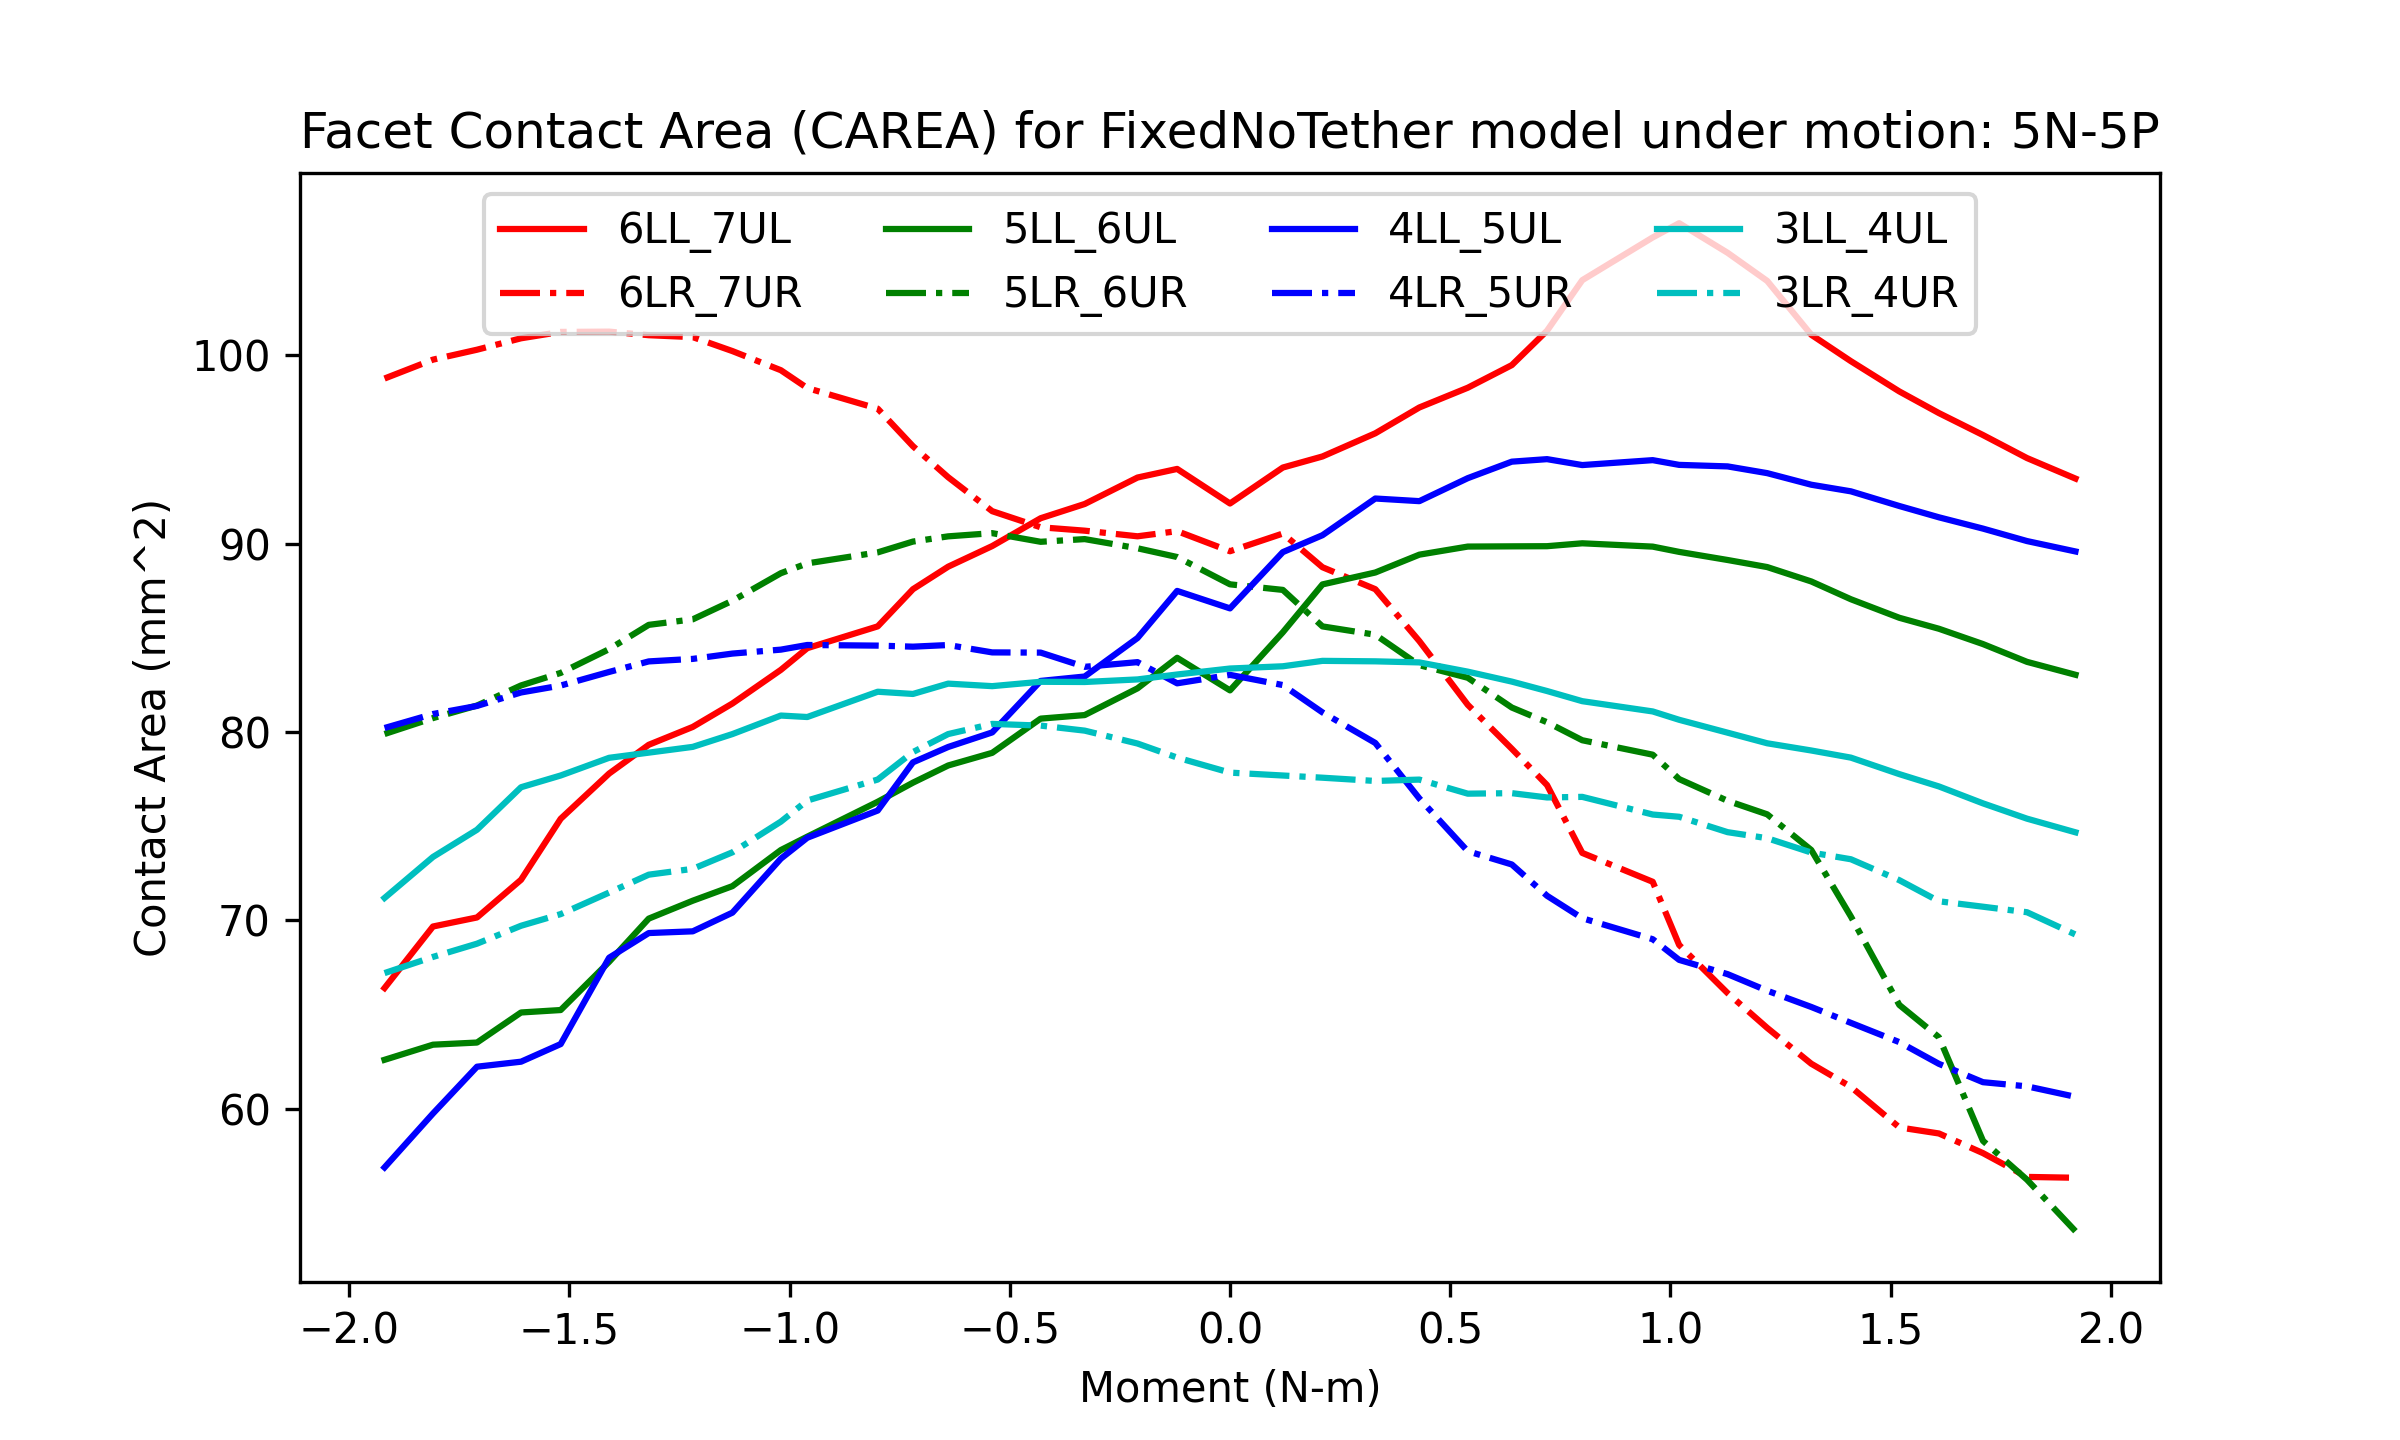 Facet Contact Area (CAREA) for FixedNoTether model under motion: 5N-5P
6LL_7UL 5LL_6UL 4LL_5UL 3LL_4UL
6LR_7UR 5LR_6UR 4LR_5UR 3LR_4UR
100
90
80
70
60
Contact Area (mm^2)
−2.0 −1.5 −1.0 −0.5 0.0 0.5 1.0 1.5 2.0
Moment (N-m)